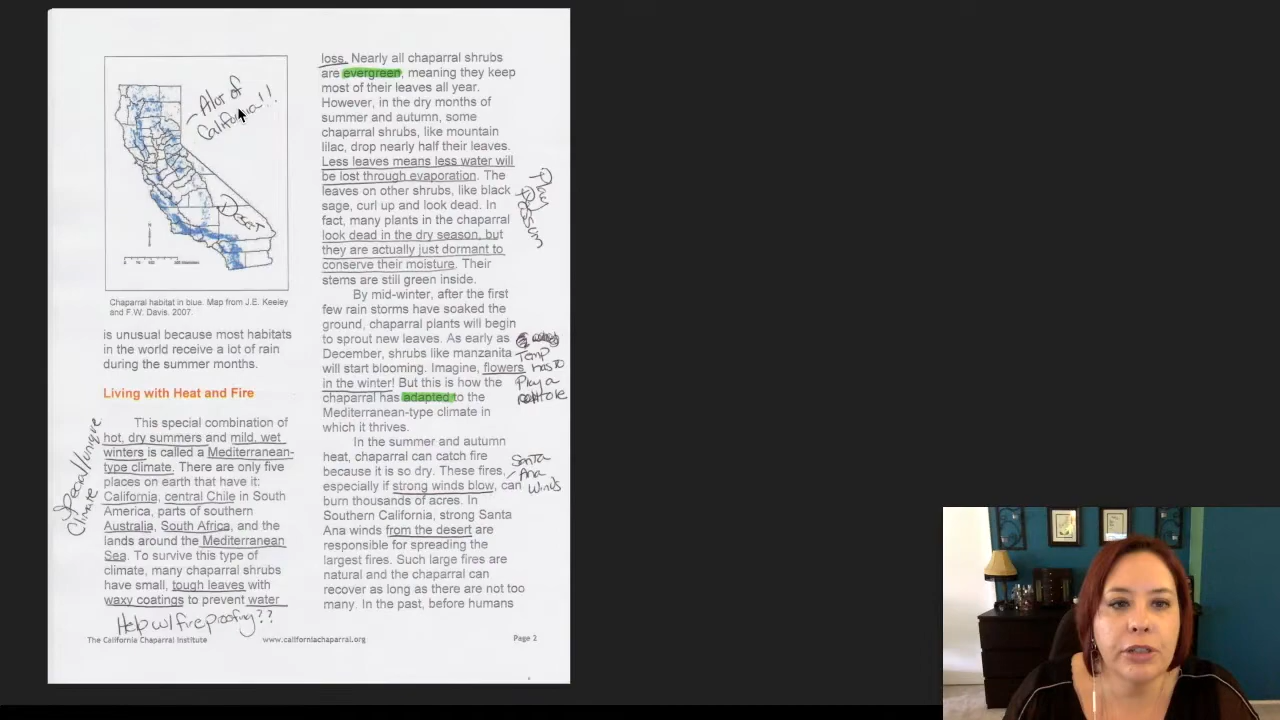 Alot of
California!!
Desert
Chaparral habitat in blue. Map from J.E. Keeley
and F.W. Davis. 2007.
is unusual because most habitats
in the world receive a lot of rain
during the summer months.
Living with Heat and Fire
This special combination of
hot, dry summers and mild, wet
winters is called a Mediterranean-
type climate. There are only five
places on earth that have it:
California, central Chile in South
America, parts of southern
Australia, South Africa, and the
lands around the Mediterranean
Sea. To survive this type of
climate, many chaparral shrubs
have small, tough leaves with
waxy coatings to prevent water
Special/unique
Climate
Help w/ fireproofing??
loss. Nearly all chaparral shrubs
are evergreen, meaning they keep
most of their leaves all year.
However, in the dry months of
summer and autumn, some
chaparral shrubs, like mountain
lilac, drop nearly half their leaves.
Less leaves means less water will
be lost through evaporation. The
leaves on other shrubs, like black
sage, curl up and look dead. In
fact, many plants in the chaparral
look dead in the dry season, but
they are actually just dormant to
conserve their moisture. Their
stems are still green inside.
Play
Possum
By mid-winter, after the first
few rain storms have soaked the
ground, chaparral plants will begin
to sprout new leaves. As early as
December, shrubs like manzanita
will start blooming. Imagine, flowers
in the winter! But this is how the
chaparral has adapted to the
Mediterranean-type climate in
which it thrives.
Temp
has to
Play a
role
In the summer and autumn
heat, chaparral can catch fire
because it is so dry. These fires,
especially if strong winds blow, can
burn thousands of acres. In
Southern California, strong Santa
Ana winds from the desert are
responsible for spreading the
largest fires. Such large fires are
natural and the chaparral can
recover as long as there are not too
many. In the past, before humans
Santa
Ana
Winds
The California Chaparral Institute
www.californiachaparral.org
Page 2